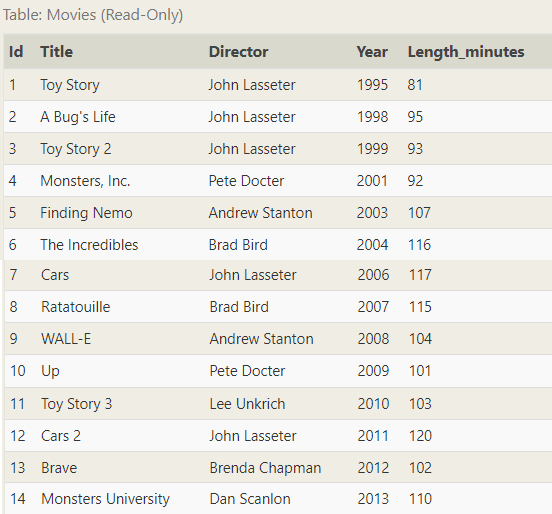 Table: Movies (Read-Only)
Id Title Director Year Length_minutes
1 Toy Story John Lasseter 1995 81
2 A Bug's Life John Lasseter 1998 95
3 Toy Story 2 John Lasseter 1999 93
4 Monsters, Inc. Pete Docter 2001 92
5 Finding Nemo Andrew Stanton 2003 107
6 The Incredibles Brad Bird 2004 116
7 Cars John Lasseter 2006 117
8 Ratatouille Brad Bird 2007 115
9 WALL-E Andrew Stanton 2008 104
10 Up Pete Docter 2009 101
11 Toy Story 3 Lee Unkrich 2010 103
12 Cars 2 John Lasseter 2011 120
13 Brave Brenda Chapman 2012 102
14 Monsters University Dan Scanlon 2013 110